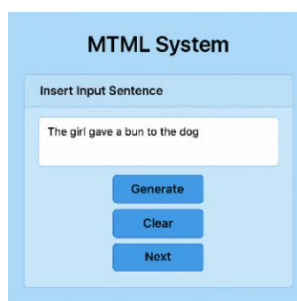 MTML System
Insert Input Sentence
The girl gave a bun to the dog
Generate
Clear
Next